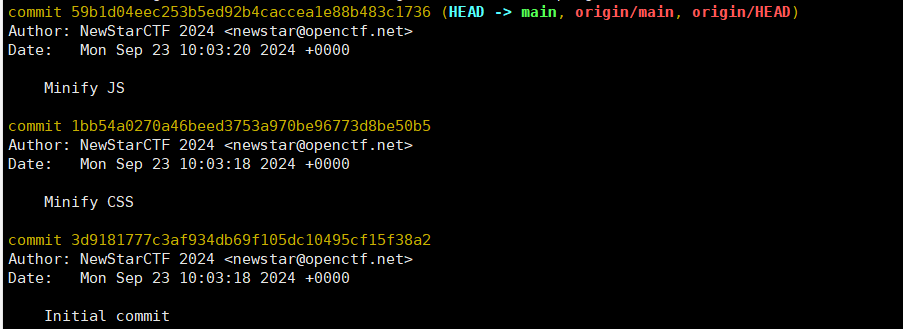 commit 59b1d04eec253b5ed92b4caccea1e88b483c1736 (HEAD -> main, origin/main, origin/HEAD)
Author: NewStarCTF 2024 <newstar@openctf.net>
Date:   Mon Sep 23 10:03:20 2024 +0000
    Minify JS
commit 1bb54a0270a46beed3753a970be96773d8be50b5
Author: NewStarCTF 2024 <newstar@openctf.net>
Date:   Mon Sep 23 10:03:18 2024 +0000
    Minify CSS
commit 3d9181777c3af934db69f105dc10495cf15f38a2
Author: NewStarCTF 2024 <newstar@openctf.net>
Date:   Mon Sep 23 10:03:18 2024 +0000
    Initial commit